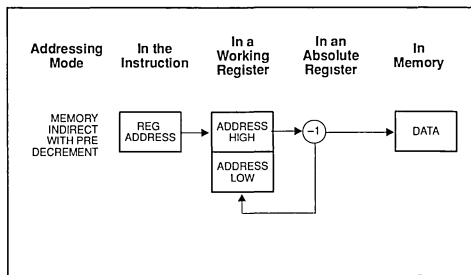 Addressing
Mode
In the
Instruction
In a
Working
Register
In an
Absolute
Register
In
Memory
MEMORY
INDIRECT
WITH PRE
DECREMENT
REG
ADDRESS
ADDRESS
HIGH
ADDRESS
LOW
−1
DATA